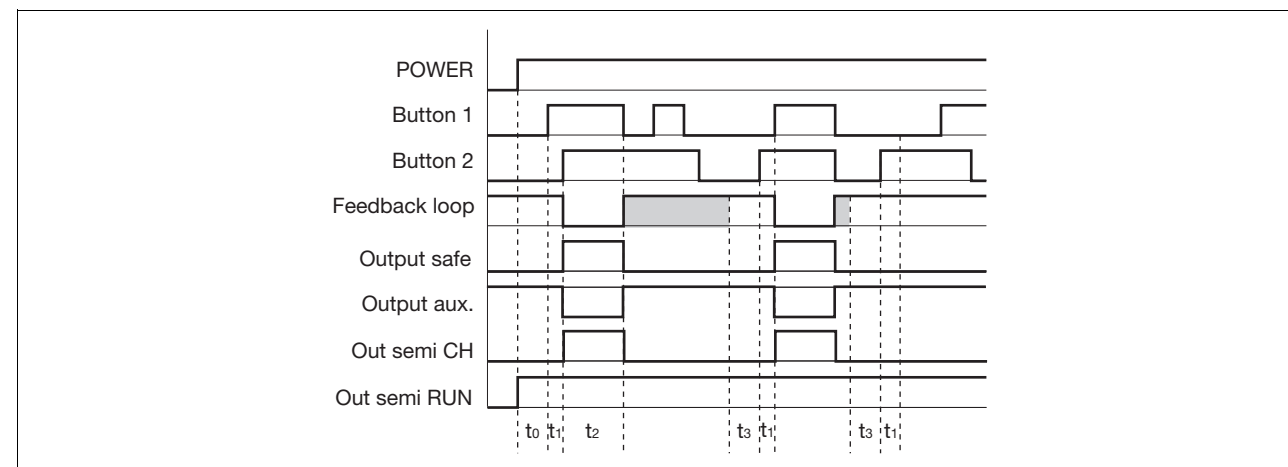 POWER
Button 1
Button 2
Feedback loop
Output safe
Output aux.
Out semi CH
Out semi RUN
t0 t1 t2 t3 t1 t3 t1